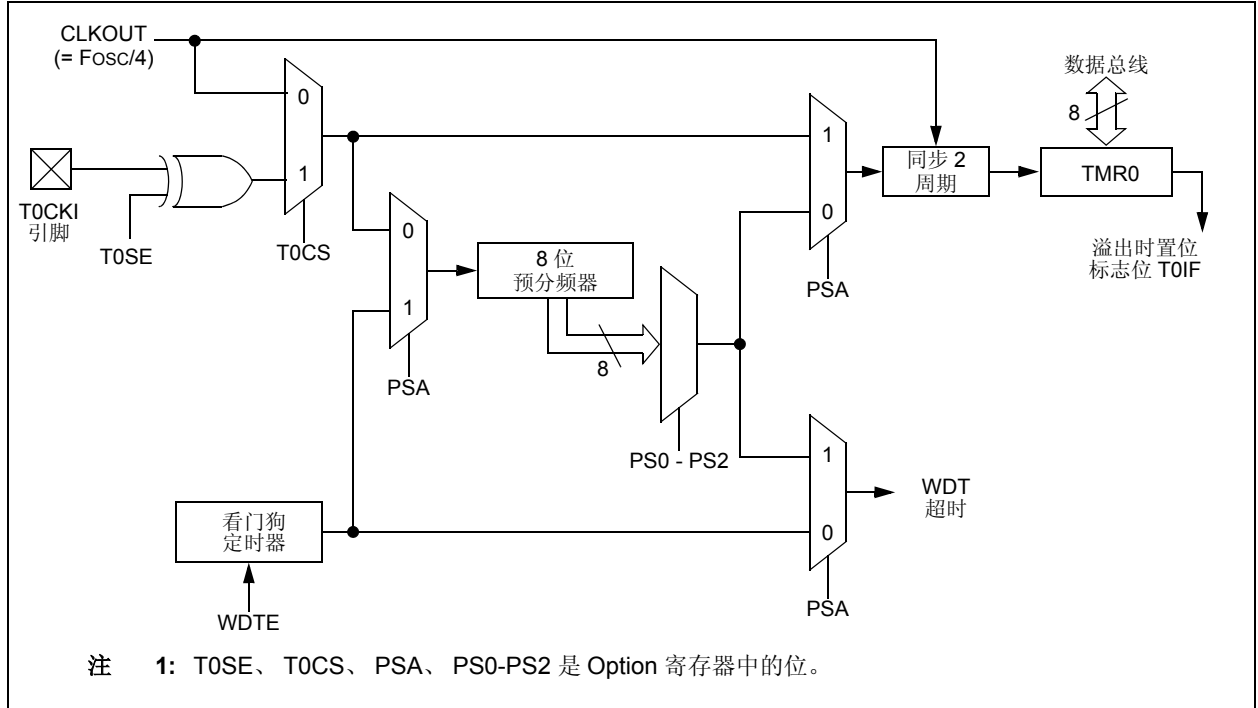 CLKOUT
(= FOSC/4)
数据总线
0
1
8
T0CKI
引脚
T0SE
T0CS
1
0
同步 2
周期
TMR0
0
1
8 位
预分频器
PSA
溢出时置位
标志位 T0IF
8
PSA
PS0 - PS2
1
0
WDT
超时
看门狗
定时器
WDTE
PSA
注 1: T0SE、 T0CS、 PSA、 PS0-PS2 是 Option 寄存器中的位。